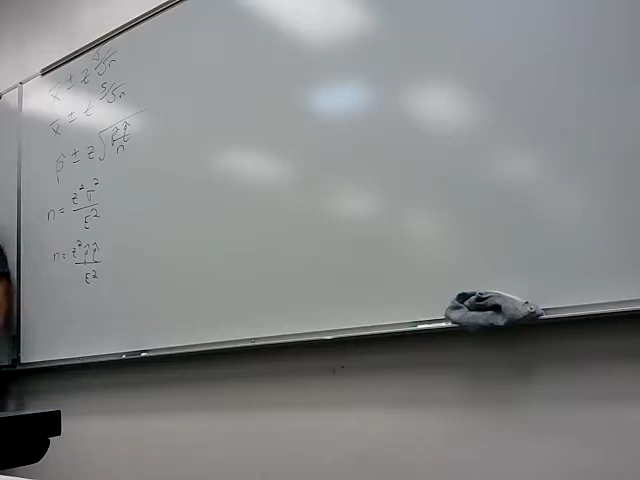 x̄ ± z σ/√n
x̄ ± t s/√n
p̂ ± z √(p̂q̂/n)
n = z²σ²/E²
n = z²p̂q̂/E²